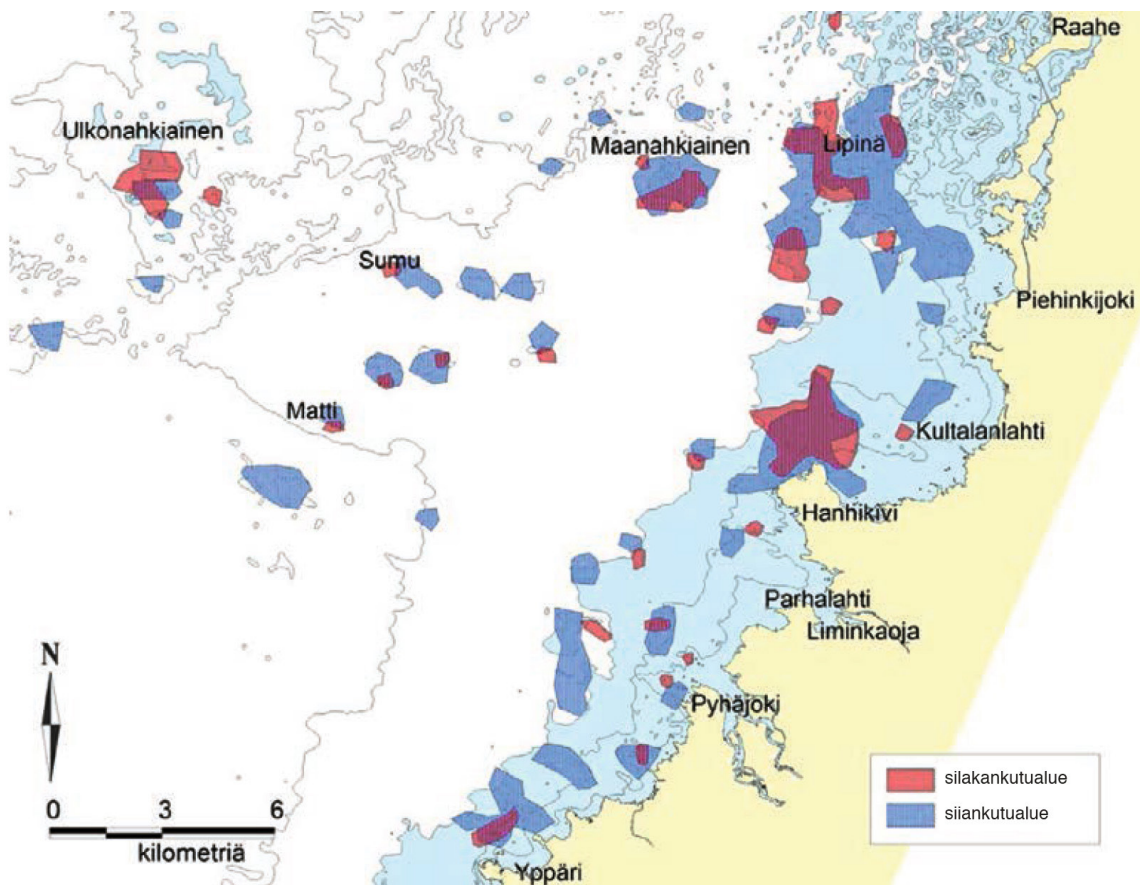 Raahe
Ulkonahkiainen
Maanahkiainen
Lipinä
Sumu
Piehinkijoki
Matti
Kultalanlahti
Hanhikivi
Parhalahti
Liminkaoja
N
Pyhäjoki
0 3 6
kilometriä
silakankutualue
siiankutualue
Yppäri